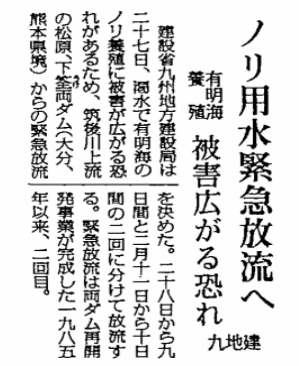 ノリ用水緊急放流へ
有明海
養殖
被害広がる恐れ
九地建
建設省九州地方建設局は
二十七日、渇水で有明海の
ノリ養殖に被害が広がる恐
れがあるため、筑後川上流
の松原、下筌両ダム（大分、
熊本県境）からの緊急放流
を決めた。二十八日から九
日間と二月十一日から十日
間の二回に分けて放流す
る。緊急放流は両ダム再開
発事業が完成した一九八五
年以来、二回目。